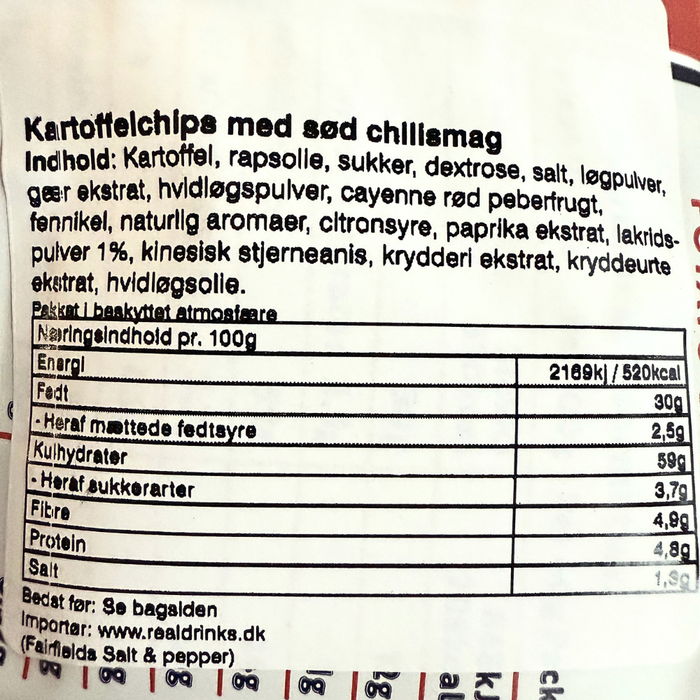 Kartoffelchips med sød chilismag
Indhold: Kartoffel, rapsolie, sukker, dextrose, salt, løgpulver,
gær ekstrat, hvidløgspulver, cayenne rød peberfrugt,
fennikel, naturlig aromaer, citronsyre, paprika ekstrat, lakrids-
pulver 1%, kinesisk stjerneanis, krydderi ekstrat, kryddeurte
ekstrat, hvidløgsolie.
Pakket i beskyttet atmosfære
Næringsindhold pr. 100g
Energi 2169kj / 520kcal
Fedt 30g
- Heraf mættede fedtsyre 2,5g
Kulhydrater 59g
- Heraf sukkerarter 3,7g
Fibre 4,9g
Protein 4,8g
Salt 1,3g
Bedst før: Se bagsiden
Importør: www.realdrinks.dk
(Fairfields Salt & pepper)